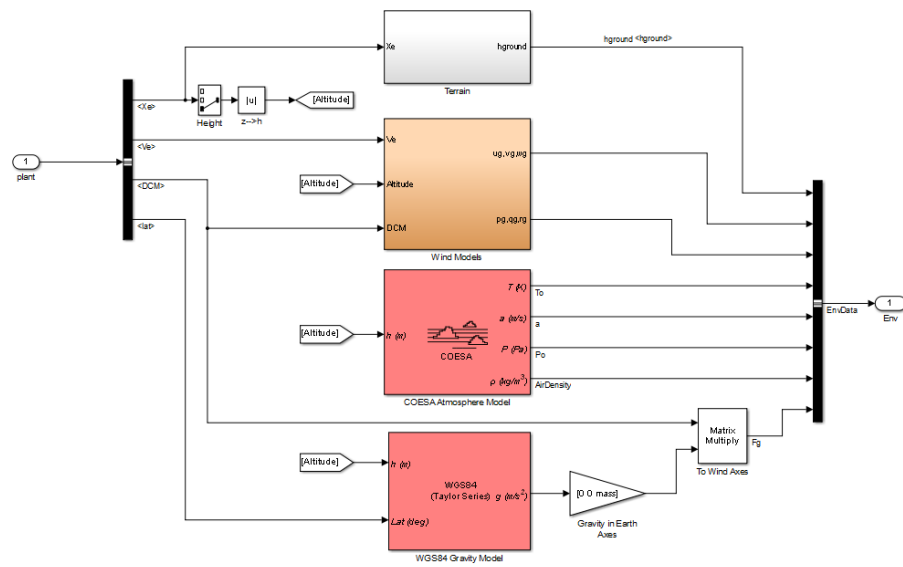 Xe
hground
Terrain
hground <hground>
<Xe>
Height
|u|
z-->h
[Altitude]
1
plant
<Ve>
<DCM>
<lat>
Ve
[Altitude]
Altitude
DCM
ug,vg,wg
pg,qg,rg
Wind Models
[Altitude]
h (m)
COESA
T (K)
To
a (m/s)
a
P (Pa)
Po
ρ (kg/m³)
AirDensity
COESA Atmosphere Model
EnvData
1
Env
Matrix
Multiply
Fg
To Wind Axes
[Altitude]
h (m)
WGS84
(Taylor Series) g (m/s²)
Lat (deg)
WGS84 Gravity Model
[0 0 mass]
Gravity in Earth
Axes